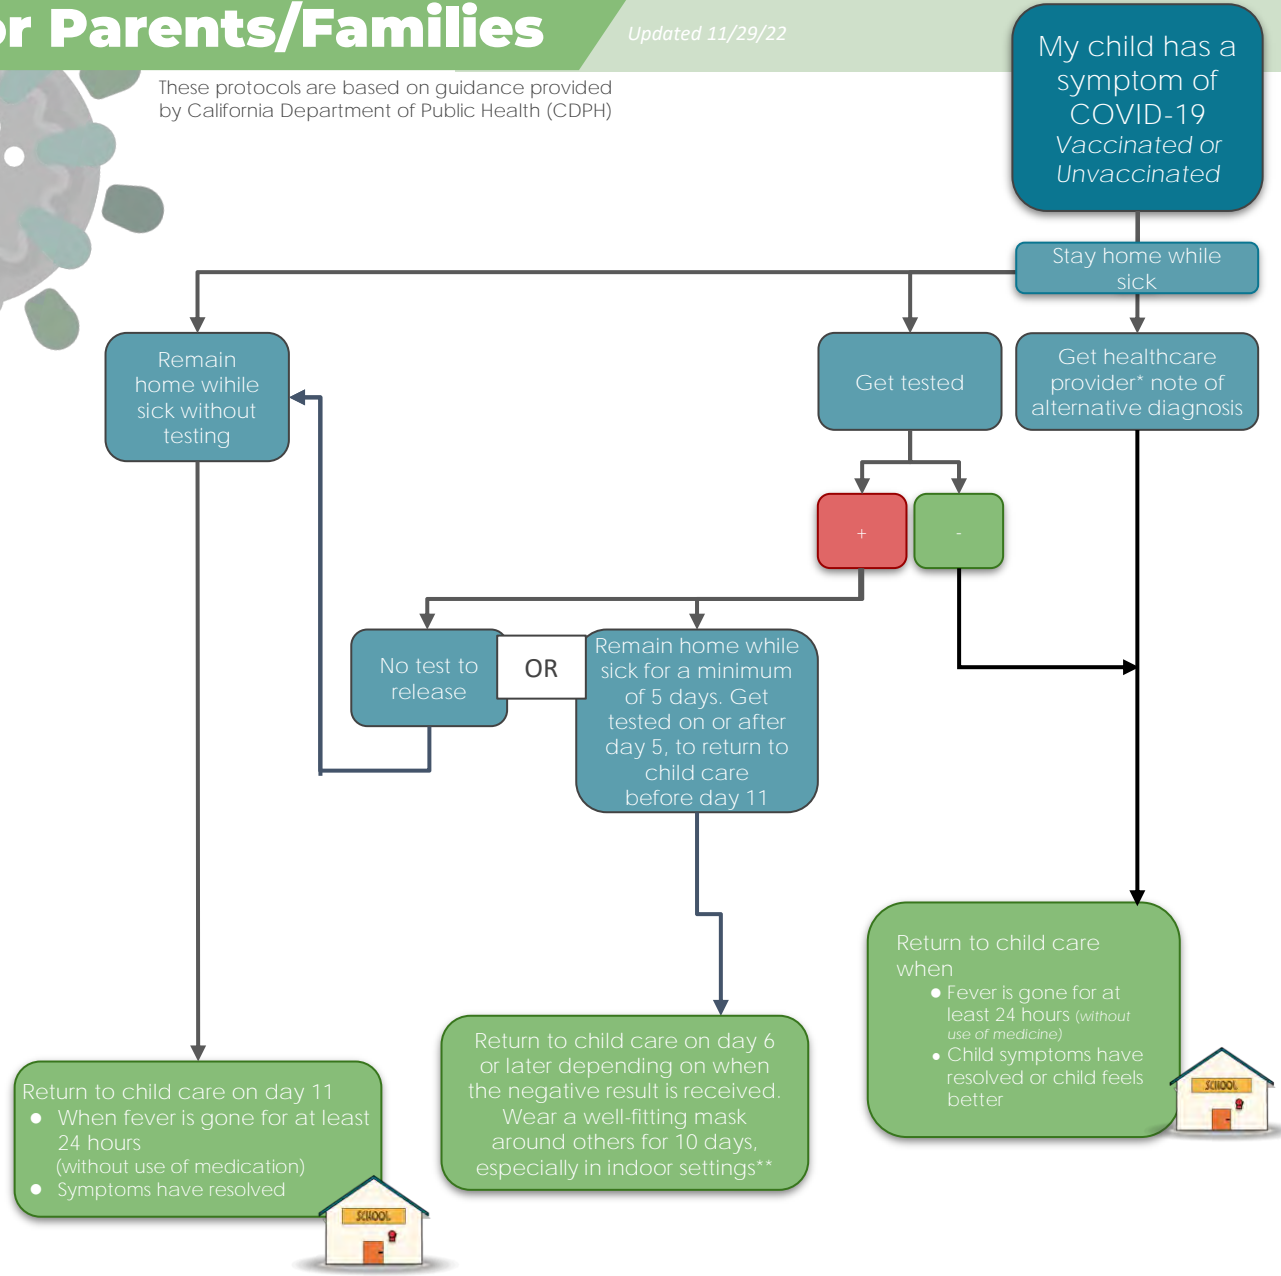 or Parents/Families
Updated 11/29/22
These protocols are based on guidance provided
by California Department of Public Health (CDPH)
My child has a
symptom of
COVID-19
Vaccinated or
Unvaccinated
Stay home while
sick
Remain
home wihile
sick without
testing
Get tested
Get healthcare
provider* note of
alternative diagnosis
+
-
No test to
release
OR
Remain home while
sick for a minimum
of 5 days. Get
tested on or after
day 5, to return to
child care
before day 11
Return to child care
when
● Fever is gone for at
least 24 hours (without
use of medicine)
● Child symptoms have
resolved or child feels
better
SCHOOL
Return to child care on day 6
or later depending on when
the negative result is received.
Wear a well-fitting mask
around others for 10 days,
especially in indoor settings**
Return to child care on day 11
● When fever is gone for at least
24 hours
(without use of medication)
● Symptoms have resolved
SCHOOL